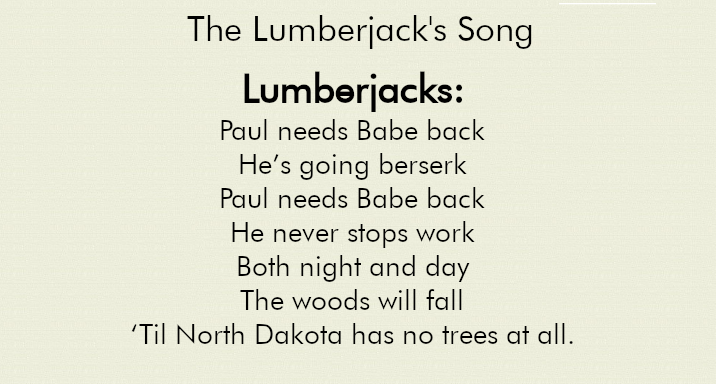 The Lumberjack's Song
Lumberjacks:
Paul needs Babe back
He’s going berserk
Paul needs Babe back
He never stops work
Both night and day
The woods will fall
‘Til North Dakota has no trees at all.